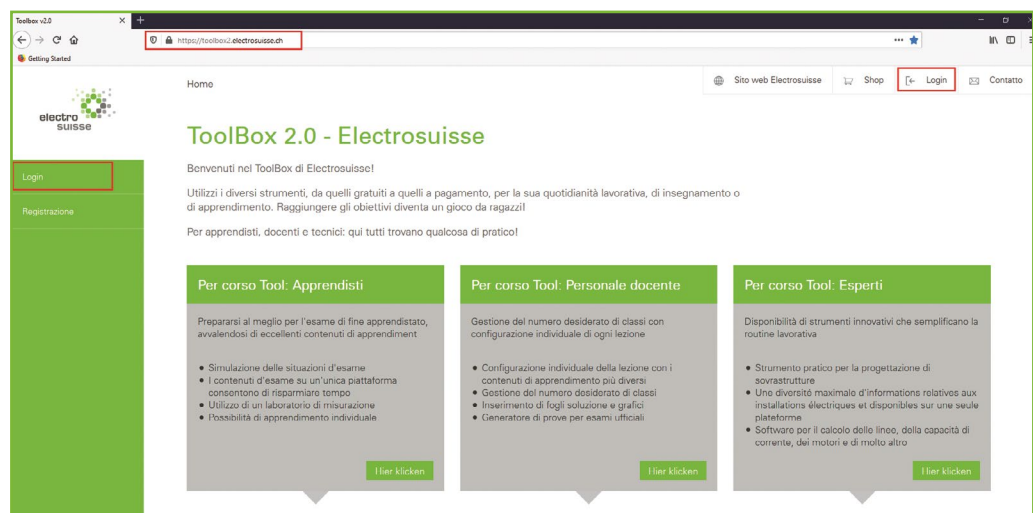 Toolbox v2.0
https://toolbox2.electrosuisse.ch
Getting Started
electro
suisse
Home
Sito web Electrosuisse
Shop
Login
Contatto
Login
Registrazione
ToolBox 2.0 - Electrosuisse
Benvenuti nel ToolBox di Electrosuisse!
Utilizzi i diversi strumenti, da quelli gratuiti a quelli a pagamento, per la sua quotidianità lavorativa, di insegnamento o
di apprendimento. Raggiungere gli obiettivi diventa un gioco da ragazzi!
Per apprendisti, docenti e tecnici: qui tutti trovano qualcosa di pratico!
Per corso Tool: Apprendisti
Prepararsi al meglio per l'esame di fine apprendistato,
avvalendosi di eccellenti contenuti di apprendiment
Simulazione delle situazioni d'esame
I contenuti d'esame su un'unica piattaforma
consentono di risparmiare tempo
Utilizzo di un laboratorio di misurazione
Possibilità di apprendimento individuale
Hier klicken
Per corso Tool: Personale docente
Gestione del numero desiderato di classi con
configurazione individuale di ogni lezione
Configurazione individuale della lezione con i
contenuti di apprendimento più diversi
Gestione del numero desiderato di classi
Inserimento di fogli soluzione e grafici
Generatore di prove per esami ufficiali
Hier klicken
Per corso Tool: Esperti
Disponibilità di strumenti innovativi che semplificano la
routine lavorativa
Strumento pratico per la progettazione di
sovrastrutture
Une diversité maximale d'informations relatives aux
installations électriques et disponibles sur une seule
plateforme
Software per il calcolo delle linee, della capacità di
corrente, dei motori e di molto altro
Hier klicken